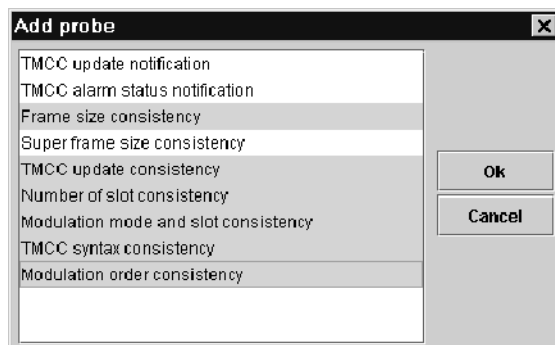 Add probe
TMCC update notification
TMCC alarm status notification
Frame size consistency
Super frame size consistency
TMCC update consistency
Number of slot consistency
Modulation mode and slot consistency
TMCC syntax consistency
Modulation order consistency
Ok
Cancel